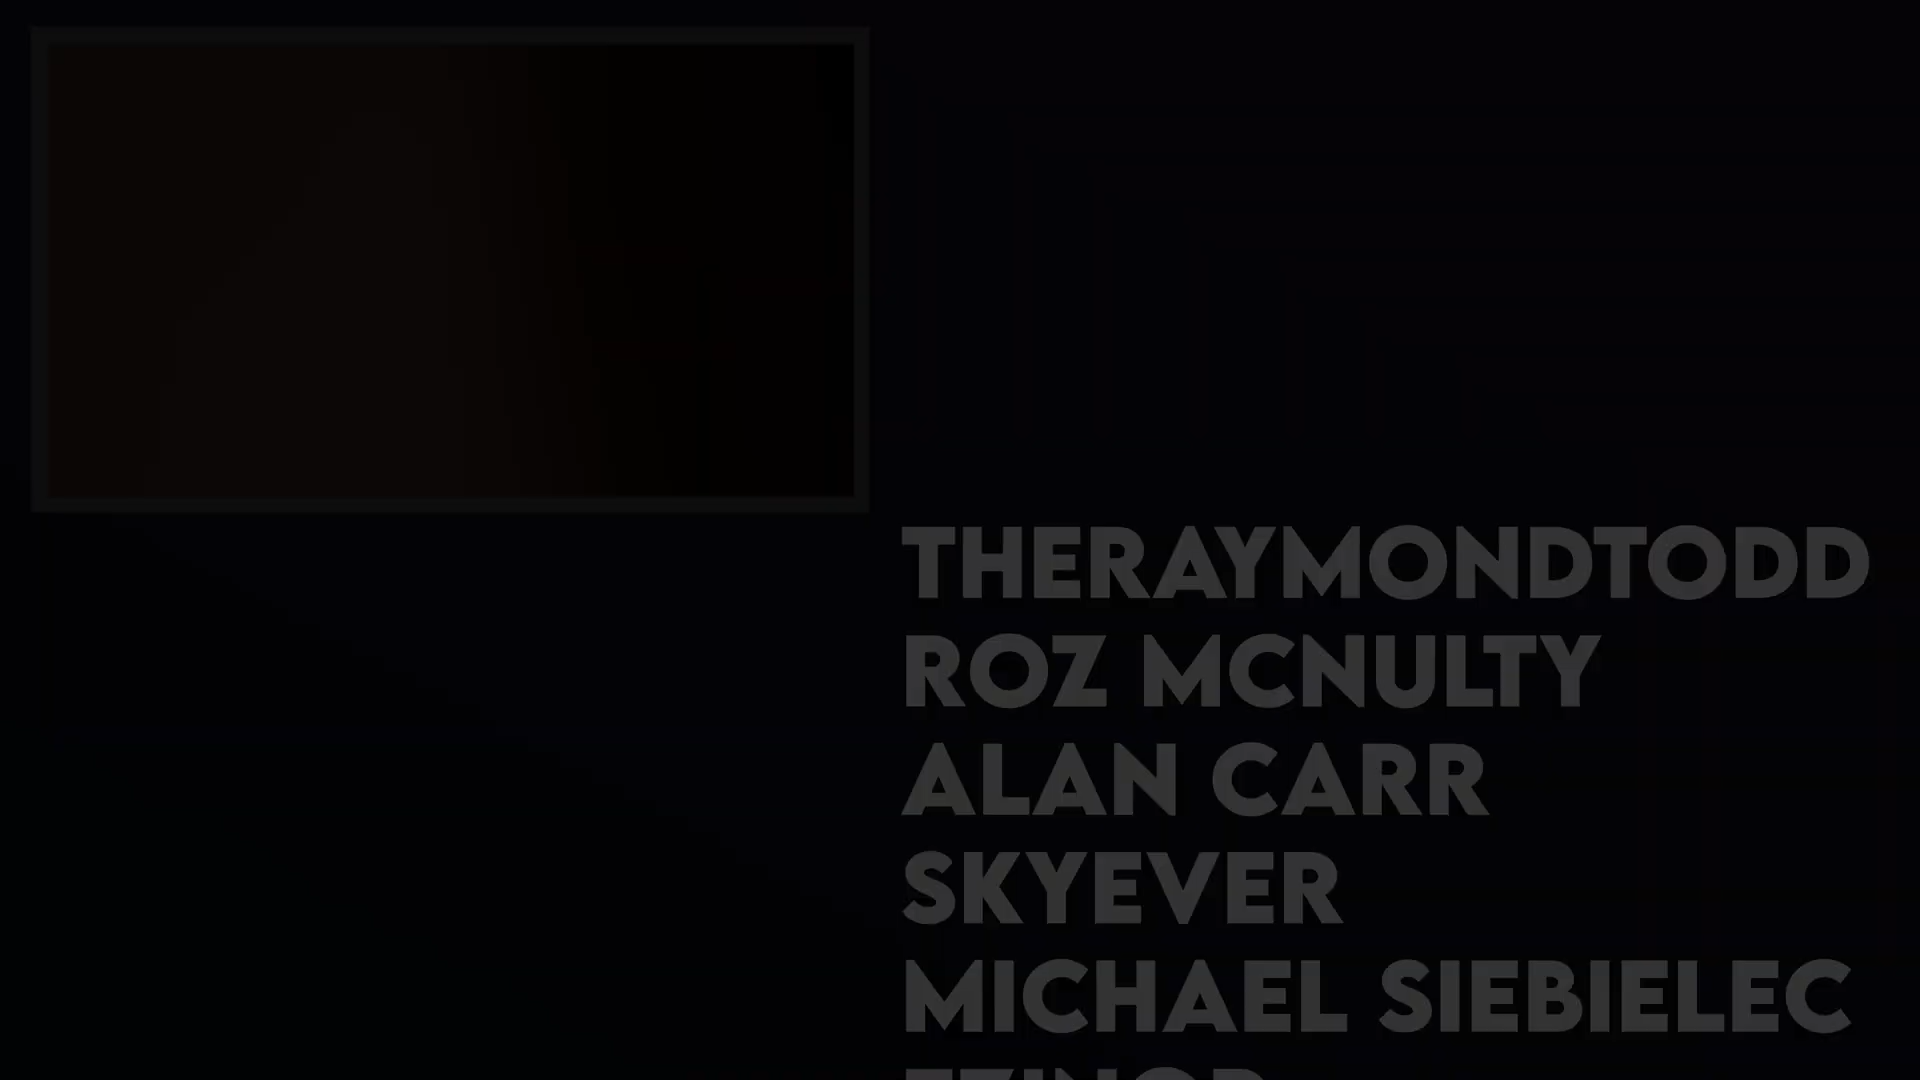 THERAYMONDTODD
ROZ MCNULTY
ALAN CARR
SKYEVER
MICHAEL SIEBIELEC